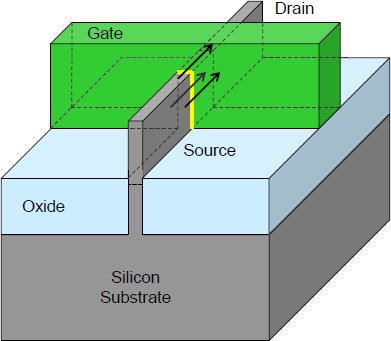 Drain
Gate
Source
Oxide
Silicon
Substrate